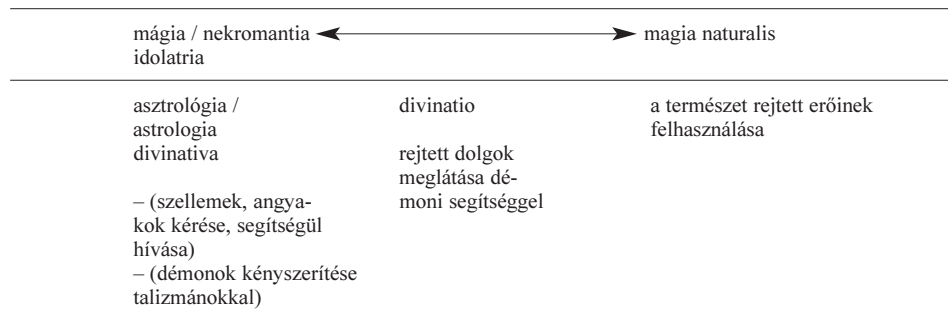 mágia / nekromantia magia naturalis
idolatria
asztrológia /
astrologia
divinativa
– (szellemek, angya-
kok kérése, segítségül
hívása)
– (démonok kényszerítése
talizmánokkal)
divinatio
rejtett dolgok
meglátása dé-
moni segítséggel
a természet rejtett erőinek
felhasználása